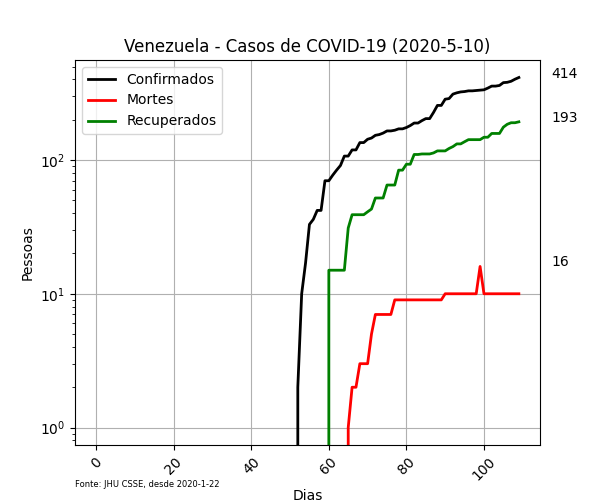 Venezuela - Casos de COVID-19 (2020-5-10)
Confirmados
Mortes
Recuperados
414
193
16
10²
10¹
10⁰
Pessoas
0
20
40
60
80
100
Fonte: JHU CSSE, desde 2020-1-22
Dias